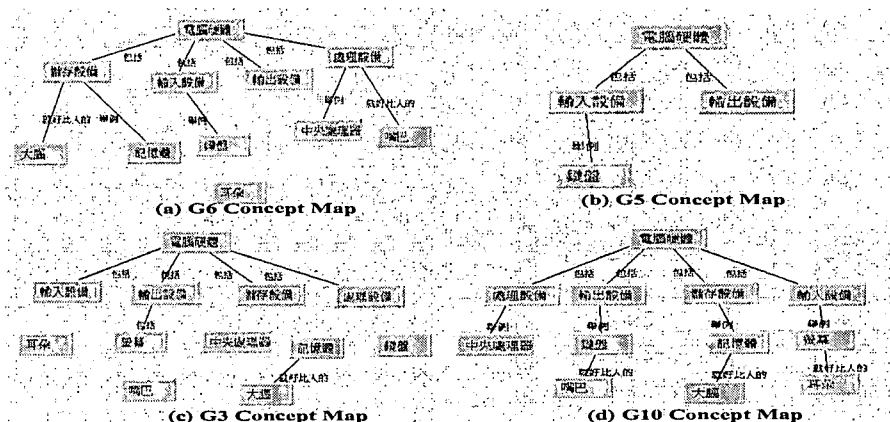 電腦硬體
包括
包括
包括
包括
儲存設備
輸入設備
輸出設備
處理設備
就好比人的
舉例
舉例
舉例
就好比人的
大腦
記憶體
鍵盤
中央處理器
嘴巴
耳朵
(a) G6 Concept Map
電腦硬體
包括
包括
輸入設備
輸出設備
舉例
鍵盤
(b) G5 Concept Map
電腦硬體
包括
包括
包括
包括
輸入設備
輸出設備
儲存設備
處理設備
包括
耳朵
螢幕
中央處理器
記憶體
鍵盤
就好比人的
嘴巴
大腦
(c) G3 Concept Map
電腦硬體
包括
包括
包括
包括
處理設備
輸出設備
儲存設備
輸入設備
舉例
舉例
舉例
舉例
中央處理器
鍵盤
記憶體
螢幕
就好比人的
就好比人的
就好比人的
嘴巴
大腦
耳朵
(d) G10 Concept Map